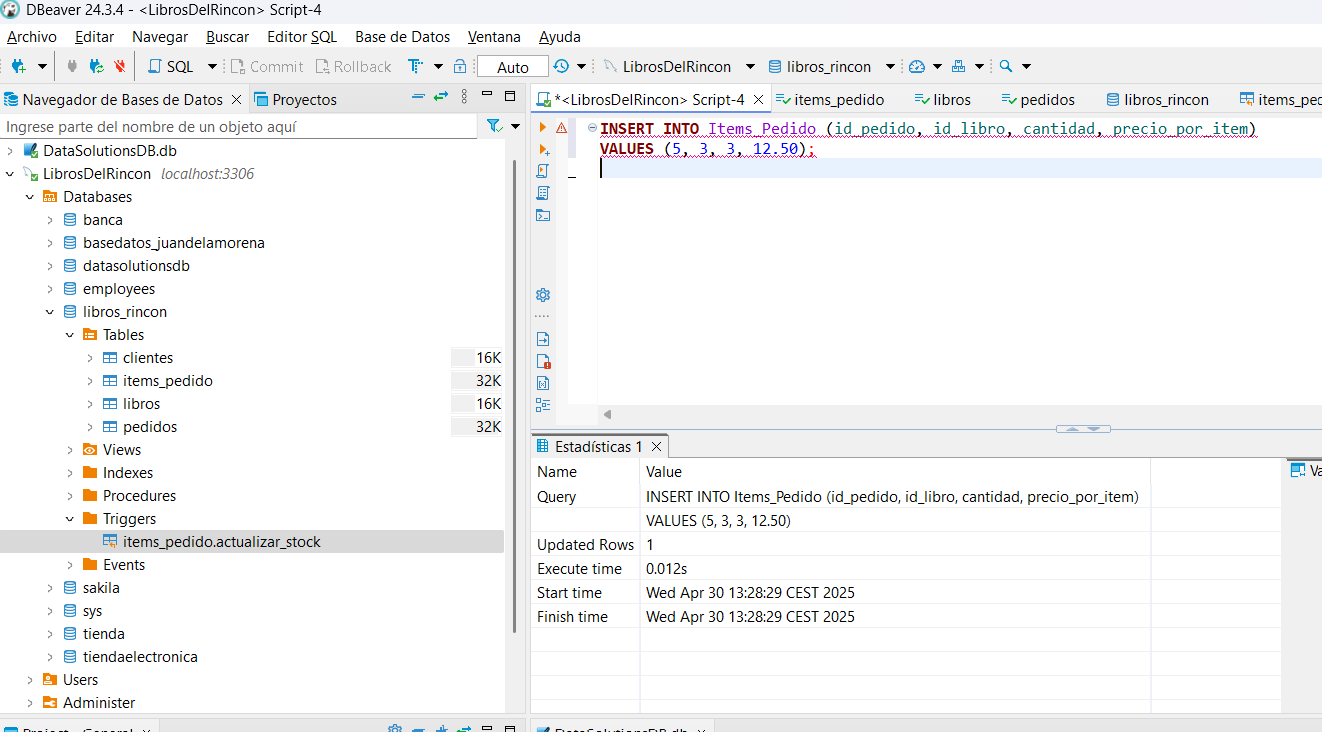 DBeaver 24.3.4 - <LibrosDelRincon> Script-4
Archivo Editar Navegar Buscar Editor SQL Base de Datos Ventana Ayuda
SQL Commit Rollback Auto LibrosDelRincon libros_rincon
Navegador de Bases de Datos Proyectos
Ingrese parte del nombre de un objeto aquí
DataSolutionsDB.db
LibrosDelRincon localhost:3306
Databases
banca
basedatos_juandelamorena
datasolutionsdb
employees
libros_rincon
Tables
clientes 16K
items_pedido 32K
libros 16K
pedidos 32K
Views
Indexes
Procedures
Triggers
items_pedido.actualizar_stock
Events
sakila
sys
tienda
tiendaelectronica
Users
Administer
Project - General
*<LibrosDelRincon> Script-4 items_pedido libros pedidos libros_rincon items_ped
INSERT INTO Items_Pedido (id_pedido, id_libro, cantidad, precio_por_item)
VALUES (5, 3, 3, 12.50);
Estadísticas 1
Name Value
Query INSERT INTO Items_Pedido (id_pedido, id_libro, cantidad, precio_por_item)
VALUES (5, 3, 3, 12.50)
Updated Rows 1
Execute time 0.012s
Start time Wed Apr 30 13:28:29 CEST 2025
Finish time Wed Apr 30 13:28:29 CEST 2025
Va
DataSolutionsDB.db